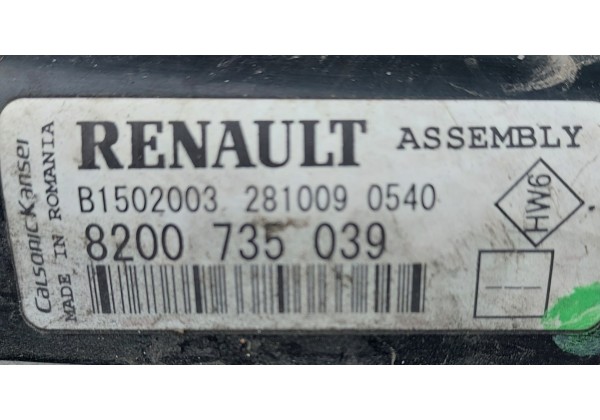 Calsonic Kansei
MADE IN ROMANIA
RENAULT ASSEMBLY
B1502003 281009 0540
8200 735 039
HW6